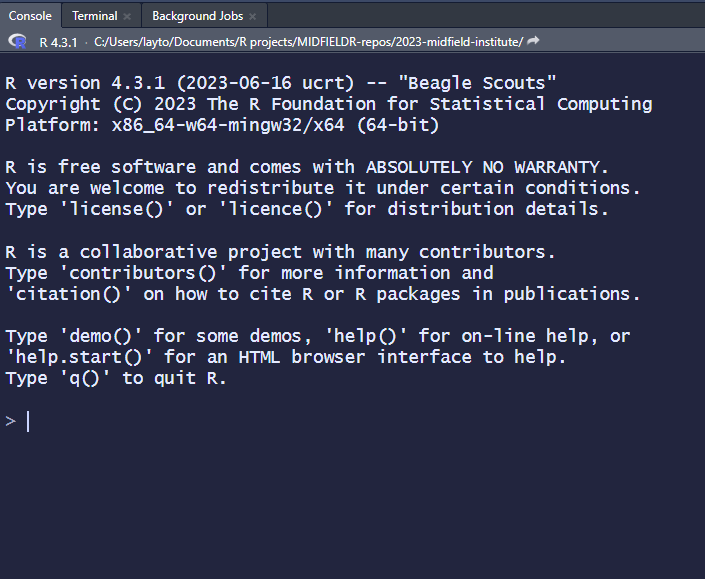 Console Terminal Background Jobs
R 4.3.1 · C:/Users/layto/Documents/R projects/MIDFIELDR-repos/2023-midfield-institute/
R version 4.3.1 (2023-06-16 ucrt) -- "Beagle Scouts"
Copyright (C) 2023 The R Foundation for Statistical Computing
Platform: x86_64-w64-mingw32/x64 (64-bit)
R is free software and comes with ABSOLUTELY NO WARRANTY.
You are welcome to redistribute it under certain conditions.
Type 'license()' or 'licence()' for distribution details.
R is a collaborative project with many contributors.
Type 'contributors()' for more information and
'citation()' on how to cite R or R packages in publications.
Type 'demo()' for some demos, 'help()' for on-line help, or
'help.start()' for an HTML browser interface to help.
Type 'q()' to quit R.
>